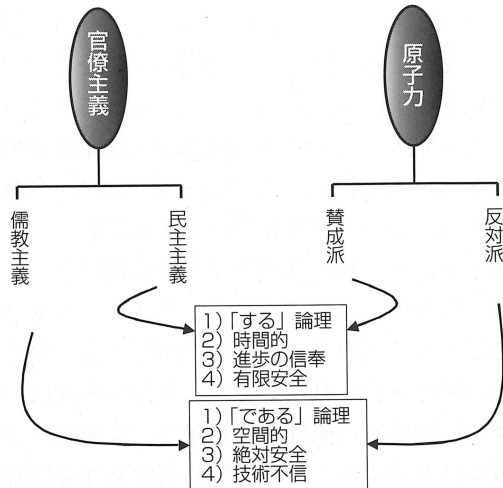 官僚主義
原子力
儒教主義
民主主義
賛成派
反対派
1）「する」論理
2）時間的
3）進歩の信奉
4）有限安全
1）「である」論理
2）空間的
3）絶対安全
4）技術不信